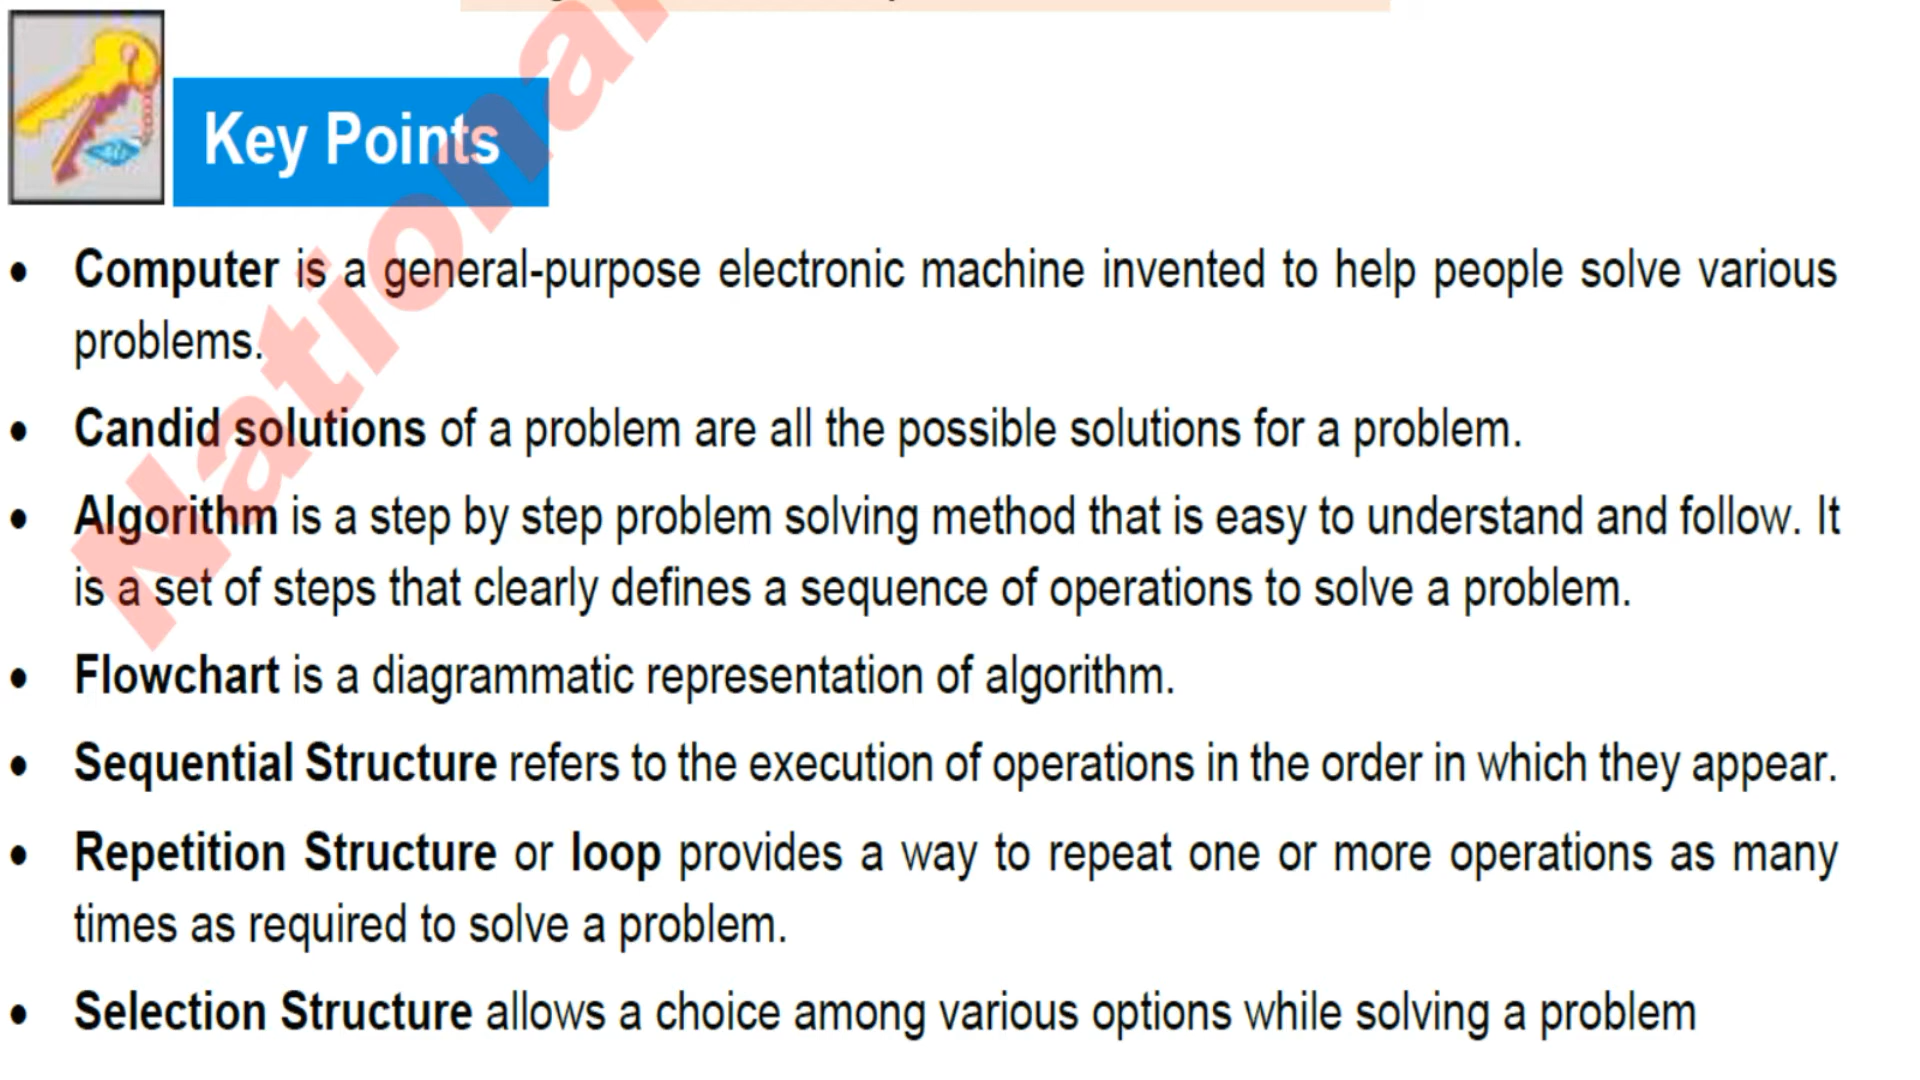 Key Points
• Computer is a general-purpose electronic machine invented to help people solve various
problems.
• Candid solutions of a problem are all the possible solutions for a problem.
• Algorithm is a step by step problem solving method that is easy to understand and follow. It
is a set of steps that clearly defines a sequence of operations to solve a problem.
• Flowchart is a diagrammatic representation of algorithm.
• Sequential Structure refers to the execution of operations in the order in which they appear.
• Repetition Structure or loop provides a way to repeat one or more operations as many
times as required to solve a problem.
• Selection Structure allows a choice among various options while solving a problem